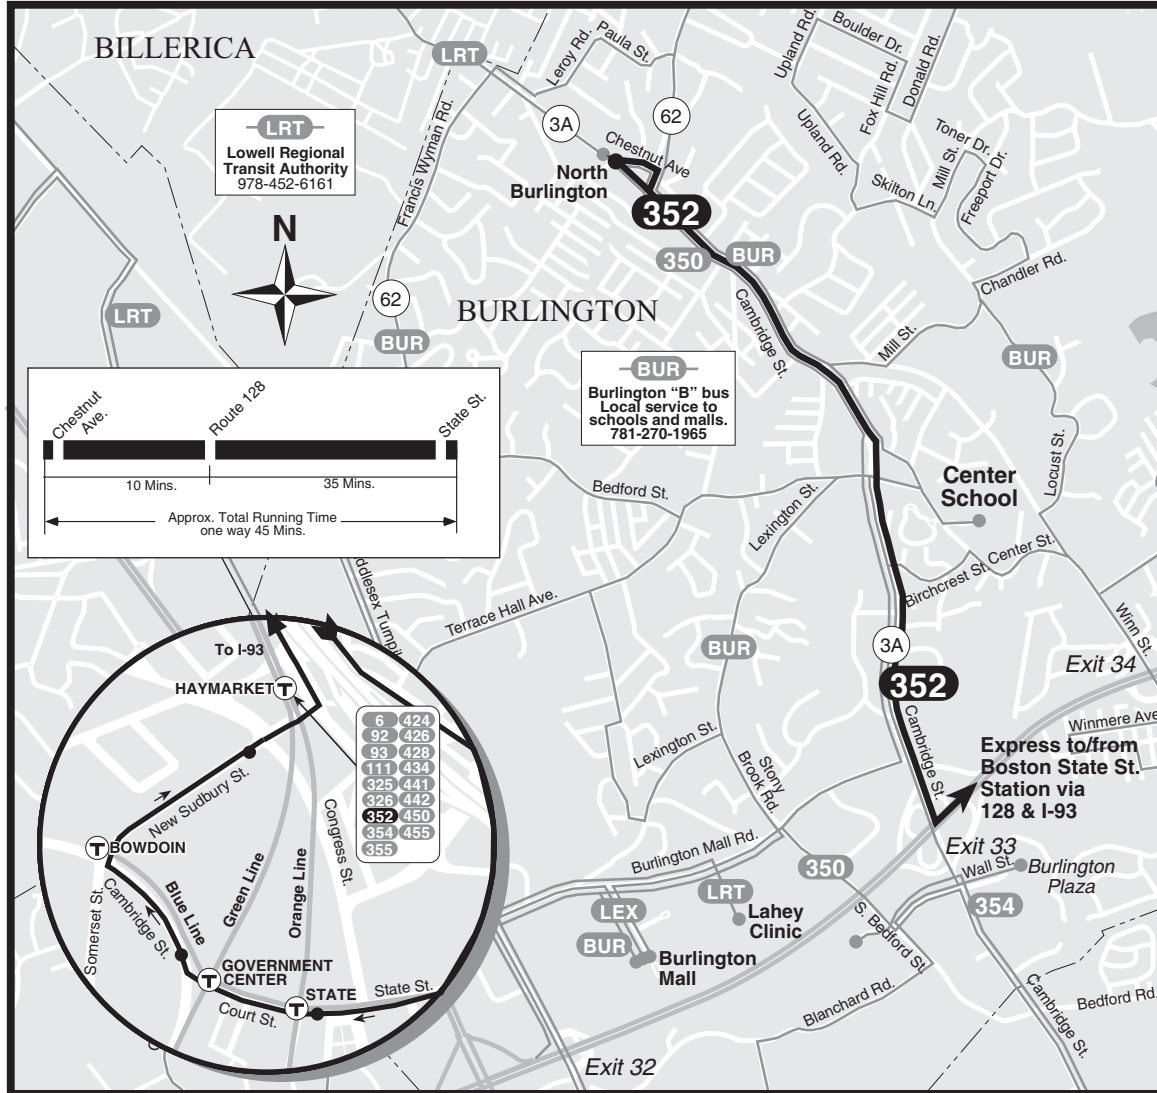 BILLERICA
LRT
Leroy Rd.
Paula St.
Upland Rd.
Boulder Dr.
Fox Hill Rd.
Donald Rd.
LRT
Lowell Regional
Transit Authority
978-452-6161
Francis Wyman Rd.
3A
62
Chestnut Ave
North
Burlington
Upland Rd.
Toner Dr.
Mill St.
Freeport Dr.
Skilton Ln.
352
350
BUR
N
Chandler Rd.
62
LRT
BUR
BURLINGTON
Cambridge St.
Mill St.
BUR
BUR
Burlington “B” bus
Local service to
schools and malls.
781-270-1965
Chestnut
Ave.
Route 128
State St.
10 Mins.
35 Mins.
Approx. Total Running Time
one way 45 Mins.
Bedford St.
Lexington St.
Center
School
Locust St.
Birchcrest St.
Center St.
Winn St.
ddlesex Turnpil
Terrace Hall Ave.
BUR
3A
352
Exit 34
Winmere Ave
Cambridge St.
Express to/from
Boston State St.
Station via
128 & I-93
Lexington St.
Stony
Brook Rd.
To I-93
HAYMARKET
T
6
424
92
426
93
428
111
434
325
441
326
442
352
450
354
455
355
New Sudbury St.
Congress St.
T
BOWDOIN
Somerset St.
Cambridge St.
Blue Line
Green Line
Orange Line
T
GOVERNMENT
CENTER
T
STATE
State St.
Court St.
Burlington Mall Rd.
350
Exit 33
Wall St.
Burlington
Plaza
354
LRT
LEX
BUR
Lahey
Clinic
Burlington
Mall
S. Bedford St.
Blanchard Rd.
Cambridge St.
Bedford Rd.
Exit 32